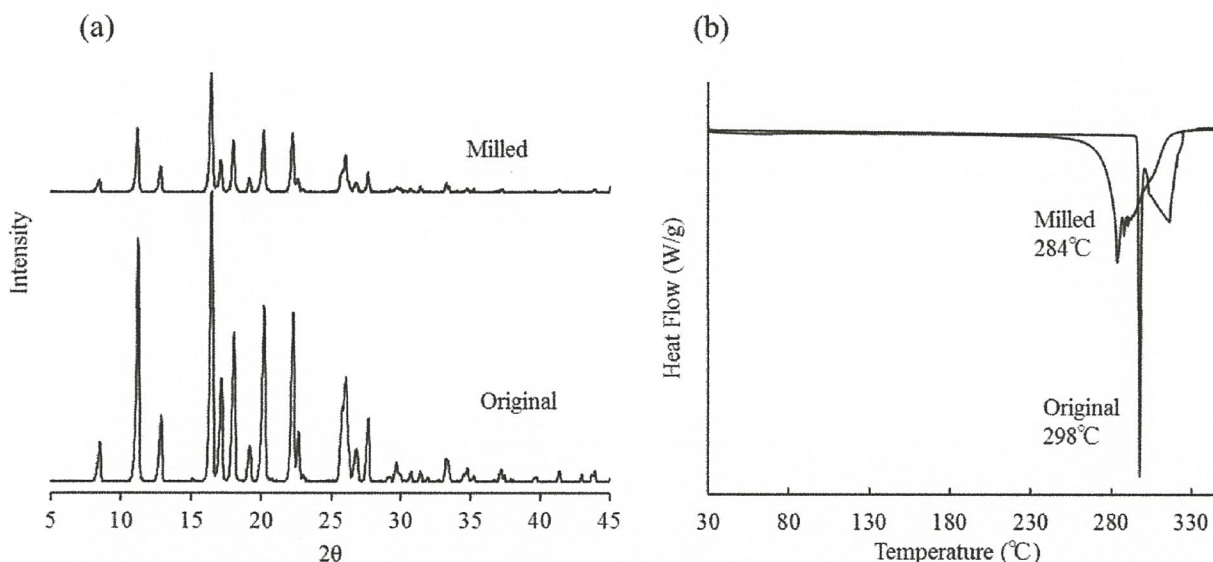 (a)
Intensity
Milled
Original
5 10 15 20 25 30 35 40 45
2θ
(b)
Heat Flow (W/g)
Milled
284℃
Original
298℃
30 80 130 180 230 280 330
Temperature (℃)